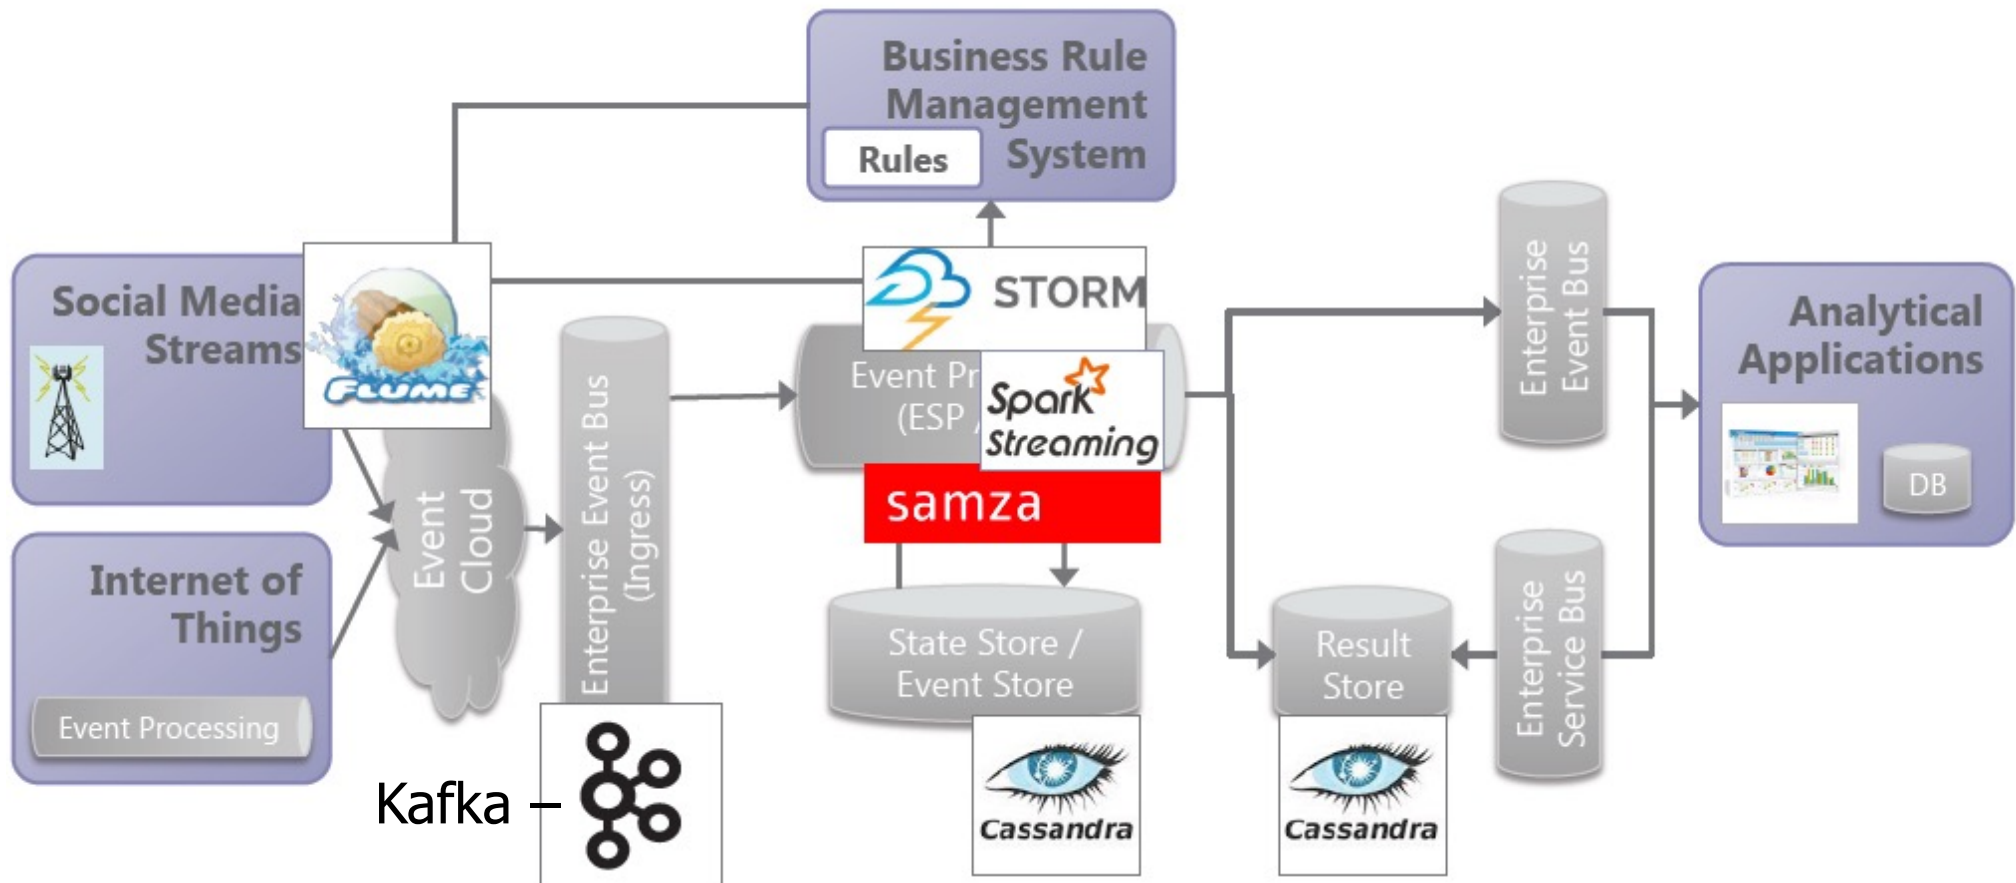 Business Rule
Management
System
Rules
Social Media
Streams
FLUME
STORM
Event Pr
(ESP /
Spark
Streaming
samza
Event
Cloud
Enterprise Event Bus
(Ingress)
Internet of
Things
Event Processing
State Store /
Event Store
Result
Store
Enterprise
Event Bus
Enterprise
Service Bus
Analytical
Applications
DB
Kafka –
Cassandra
Cassandra